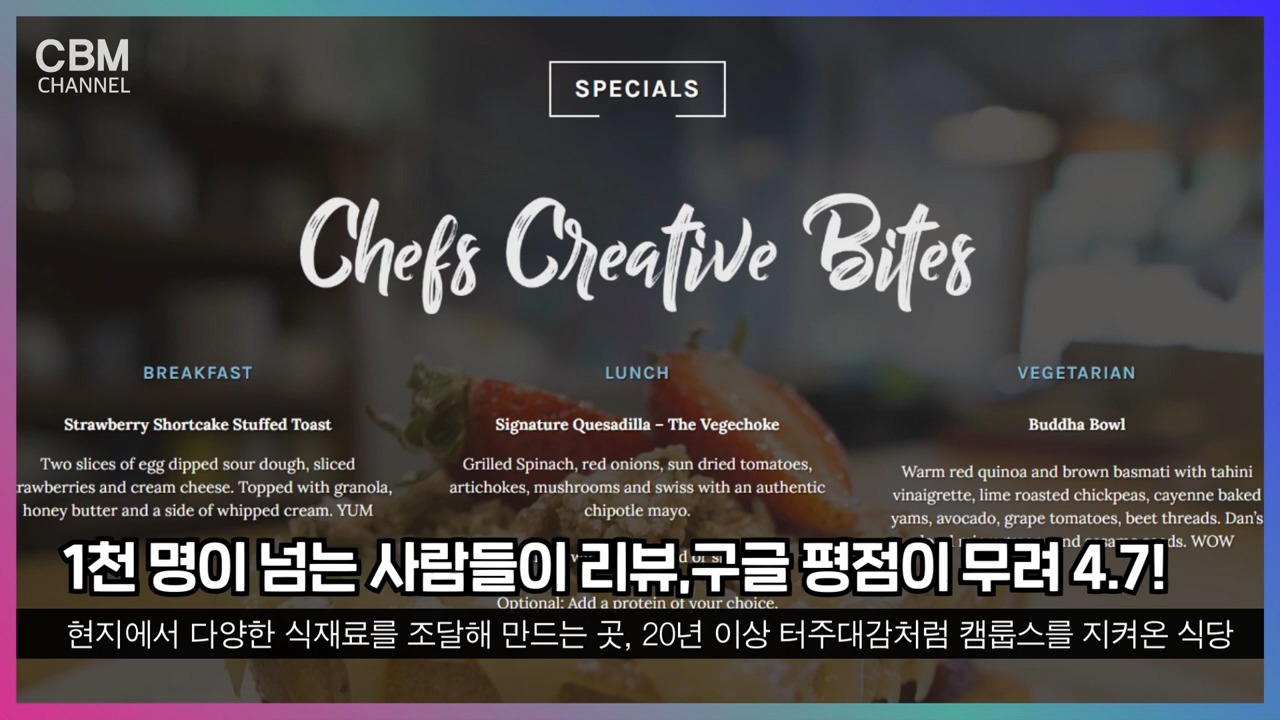 CBM
CHANNEL
SPECIALS
Chefs Creative Bites
BREAKFAST
Strawberry Shortcake Stuffed Toast
Two slices of egg dipped sour dough, sliced
rawberries and cream cheese. Topped with granola,
honey butter and a side of whipped cream. YUM
LUNCH
Signature Quesadilla – The Vegechoke
Grilled Spinach, red onions, sun dried tomatoes,
artichokes, mushrooms and swiss with an authentic
chipotle mayo.
Optional: Add a protein of your choice.
VEGETARIAN
Buddha Bowl
Warm red quinoa and brown basmati with tahini
vinaigrette, lime roasted chickpeas, cayenne baked
yams, avocado, grape tomatoes, beet threads. Dan's
WOW
1천 명이 넘는 사람들이 리뷰,구글 평점이 무려 4.7!
현지에서 다양한 식재료를 조달해 만드는 곳, 20년 이상 터주대감처럼 캠룹스를 지켜온 식당